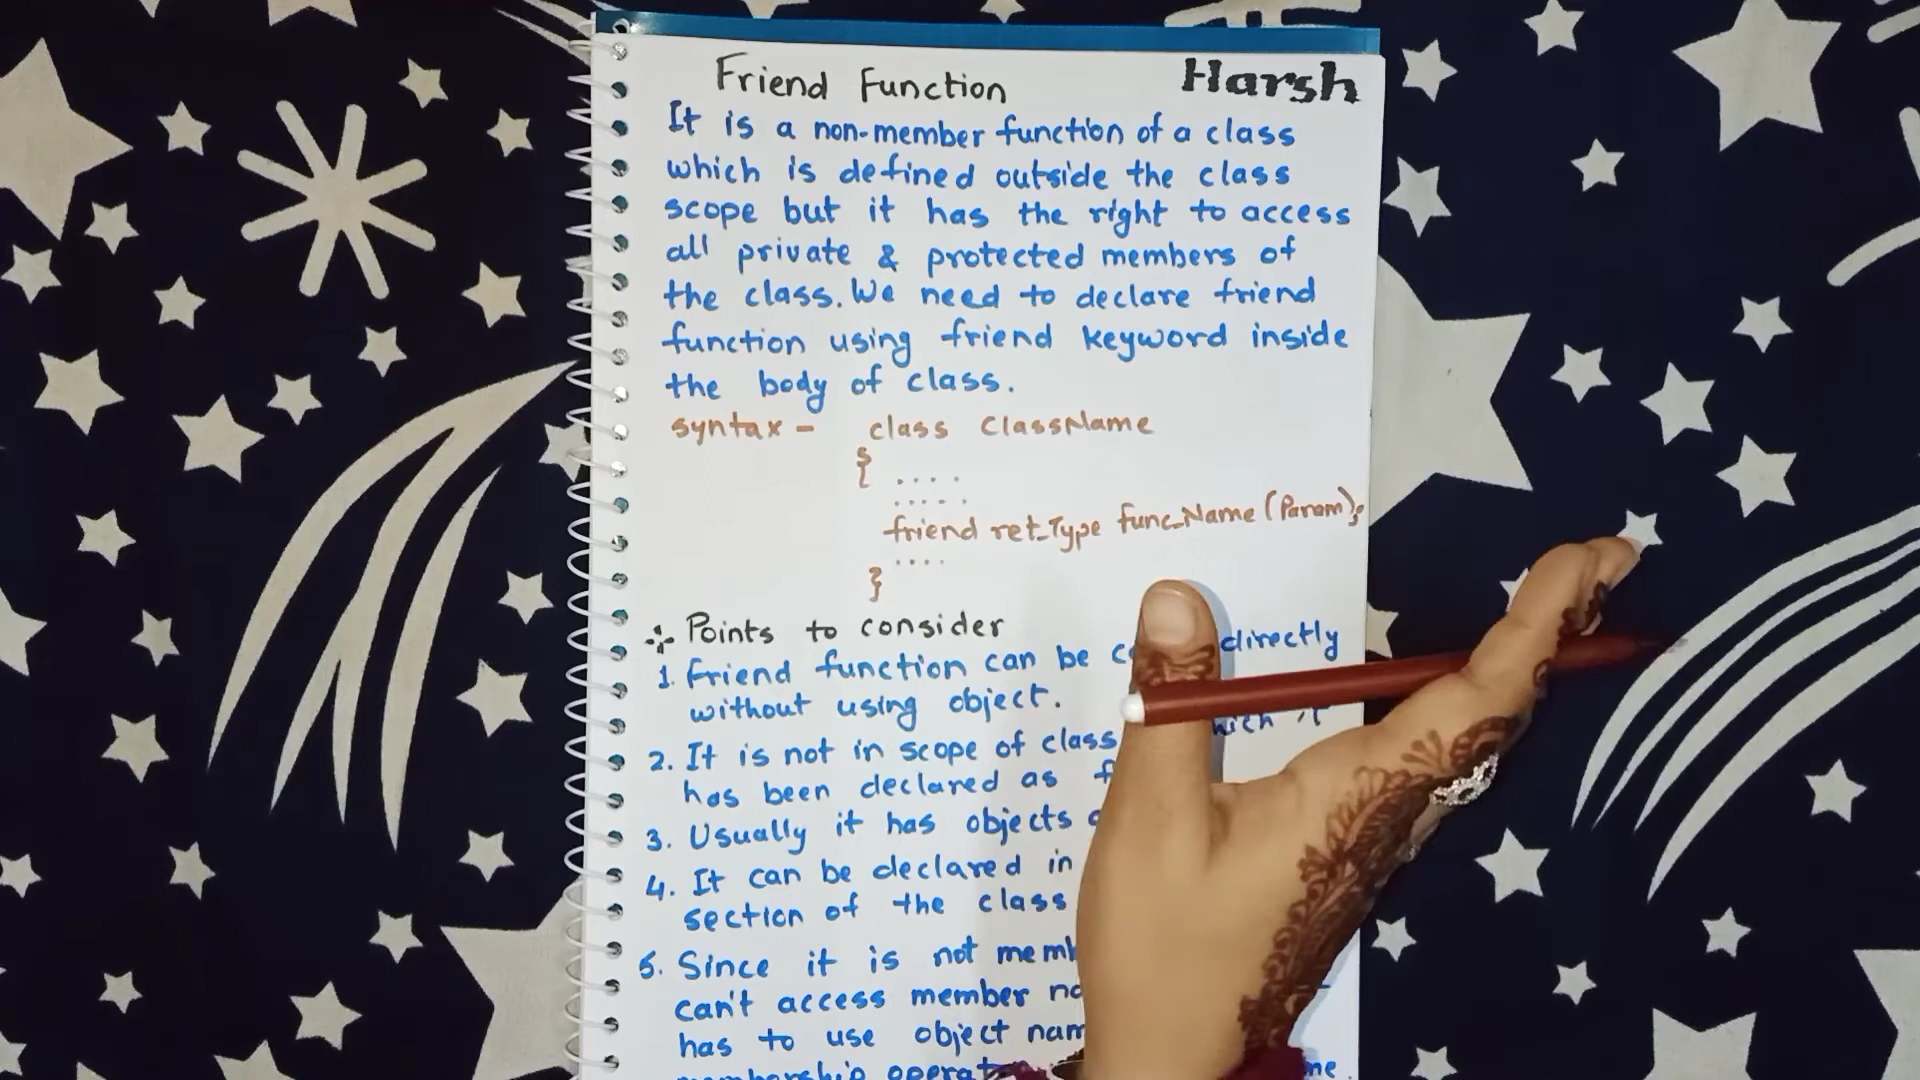 Friend Function Harsh
It is a non-member function of a class
which is defined outside the class
scope but it has the right to access
all private & protected members of
the class. We need to declare friend
function using friend keyword inside
the body of class.
syntax - class ClassName
{ ....
.....
friend ret_Type func_Name (Param);
....
}
Points to consider
1. Friend function can be directly
without using object.
2. It is not in scope of class which it
has been declared as
3. Usually it has objects
4. It can be declared in
section of the class
5. Since it is not
can't access member
has to use object
membership